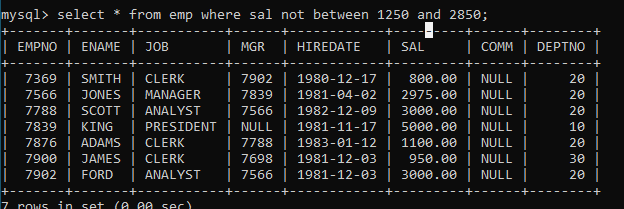 mysql> select * from emp where sal not between 1250 and 2850;
+-------+-------+-----------+------+------------+---------+------+--------+
| EMPNO | ENAME | JOB       | MGR  | HIREDATE   | SAL     | COMM | DEPTNO |
+-------+-------+-----------+------+------------+---------+------+--------+
|  7369 | SMITH | CLERK     | 7902 | 1980-12-17 |  800.00 | NULL |     20 |
|  7566 | JONES | MANAGER   | 7839 | 1981-04-02 | 2975.00 | NULL |     20 |
|  7788 | SCOTT | ANALYST   | 7566 | 1982-12-09 | 3000.00 | NULL |     20 |
|  7839 | KING  | PRESIDENT | NULL | 1981-11-17 | 5000.00 | NULL |     10 |
|  7876 | ADAMS | CLERK     | 7788 | 1983-01-12 | 1100.00 | NULL |     20 |
|  7900 | JAMES | CLERK     | 7698 | 1981-12-03 |  950.00 | NULL |     30 |
|  7902 | FORD  | ANALYST   | 7566 | 1981-12-03 | 3000.00 | NULL |     20 |
+-------+-------+-----------+------+------------+---------+------+--------+
7 rows in set (0.00 sec)